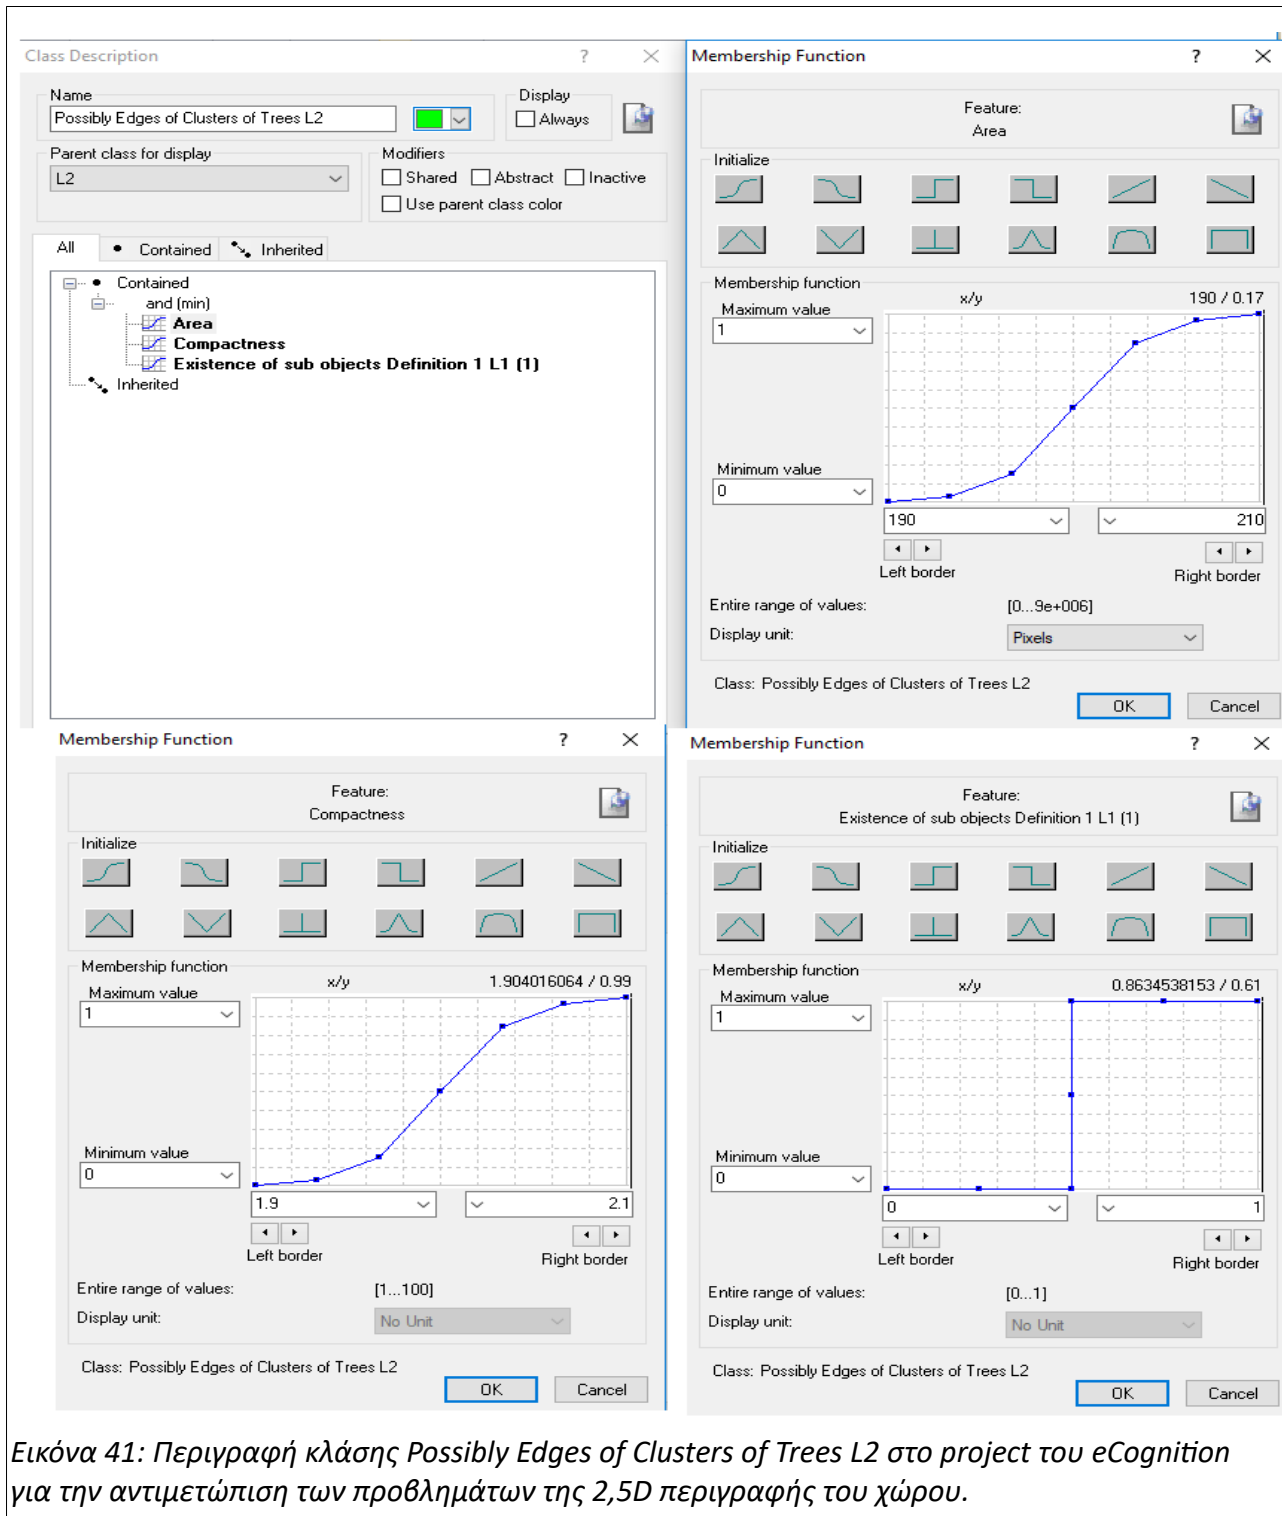 Class Description ? ×
Name
Possibly Edges of Clusters of Trees L2
Display
Always
Parent class for display
L2
Modifiers
Shared Abstract Inactive
Use parent class color
All • Contained Inherited
• Contained
and (min)
Area
Compactness
Existence of sub objects Definition 1 L1 (1)
Inherited
Membership Function ? ×
Feature:
Area
Initialize
Membership function
x/y 190 / 0.17
Maximum value
1
Minimum value
0
190 210
Left border Right border
Entire range of values: [0...9e+006]
Display unit: Pixels
Class: Possibly Edges of Clusters of Trees L2
OK Cancel
Membership Function ? ×
Feature:
Compactness
Initialize
Membership function
x/y 1.904016064 / 0.99
Maximum value
1
Minimum value
0
1.9 2.1
Left border Right border
Entire range of values: [1...100]
Display unit: No Unit
Class: Possibly Edges of Clusters of Trees L2
OK Cancel
Membership Function ? ×
Feature:
Existence of sub objects Definition 1 L1 (1)
Initialize
Membership function
x/y 0.8634538153 / 0.61
Maximum value
1
Minimum value
0
0 1
Left border Right border
Entire range of values: [0...1]
Display unit: No Unit
Class: Possibly Edges of Clusters of Trees L2
OK Cancel
Εικόνα 41: Περιγραφή κλάσης Possibly Edges of Clusters of Trees L2 στο project του eCognition
για την αντιμετώπιση των προβλημάτων της 2,5D περιγραφής του χώρου.